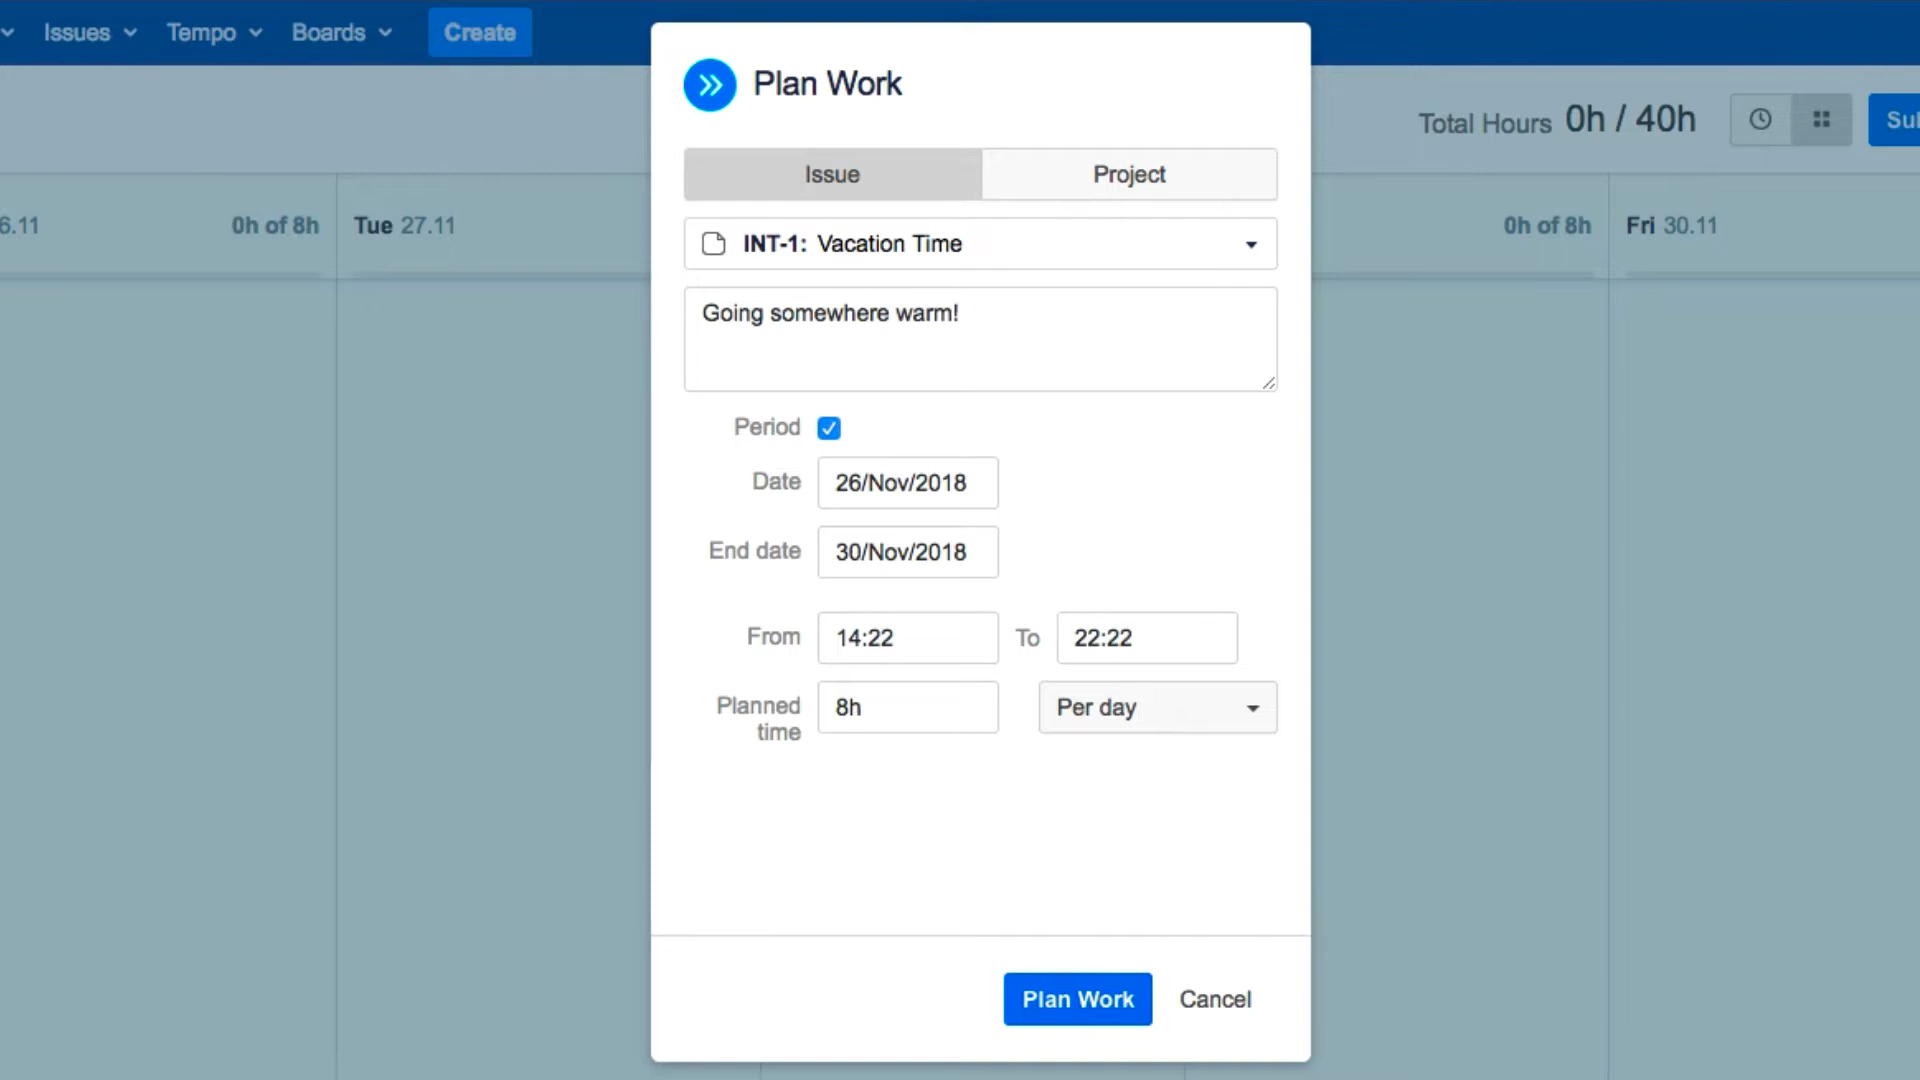 Issues Tempo Boards Create
Plan Work
Total Hours 0h / 40h
Issue Project
6.11 0h of 8h Tue 27.11 0h of 8h Fri 30.11
INT-1: Vacation Time
Going somewhere warm!
Period
Date 26/Nov/2018
End date 30/Nov/2018
From 14:22 To 22:22
Planned time 8h Per day
Plan Work Cancel